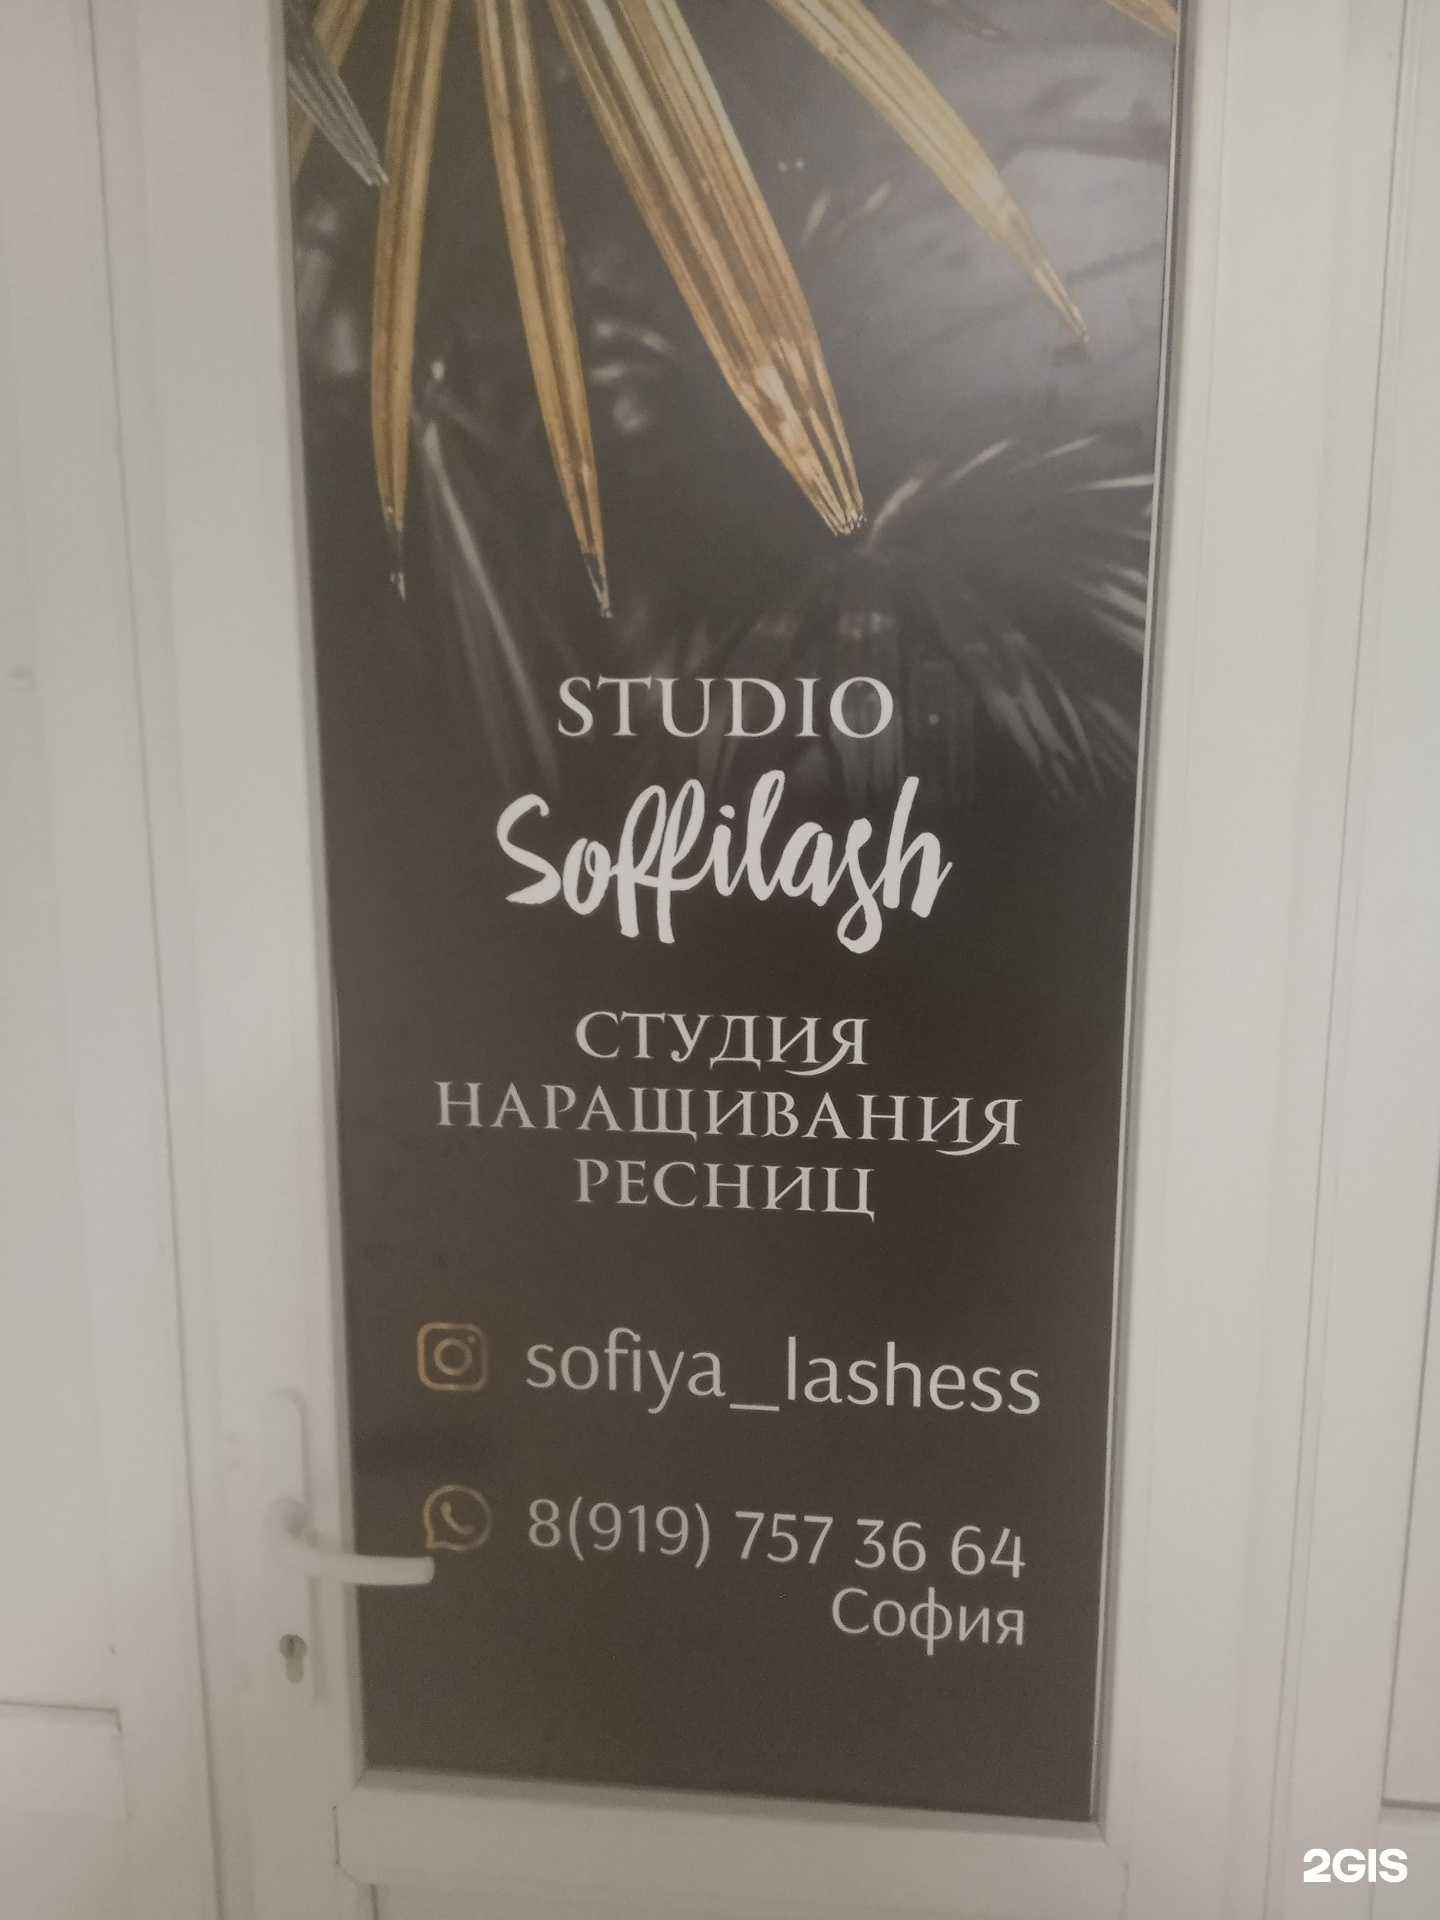 STUDIO
Soffilash
СТУДИЯ
НАРАЩИВАНИЯ
РЕСНИЦ
sofiya_lashess
8(919) 757 36 64
София
2GIS